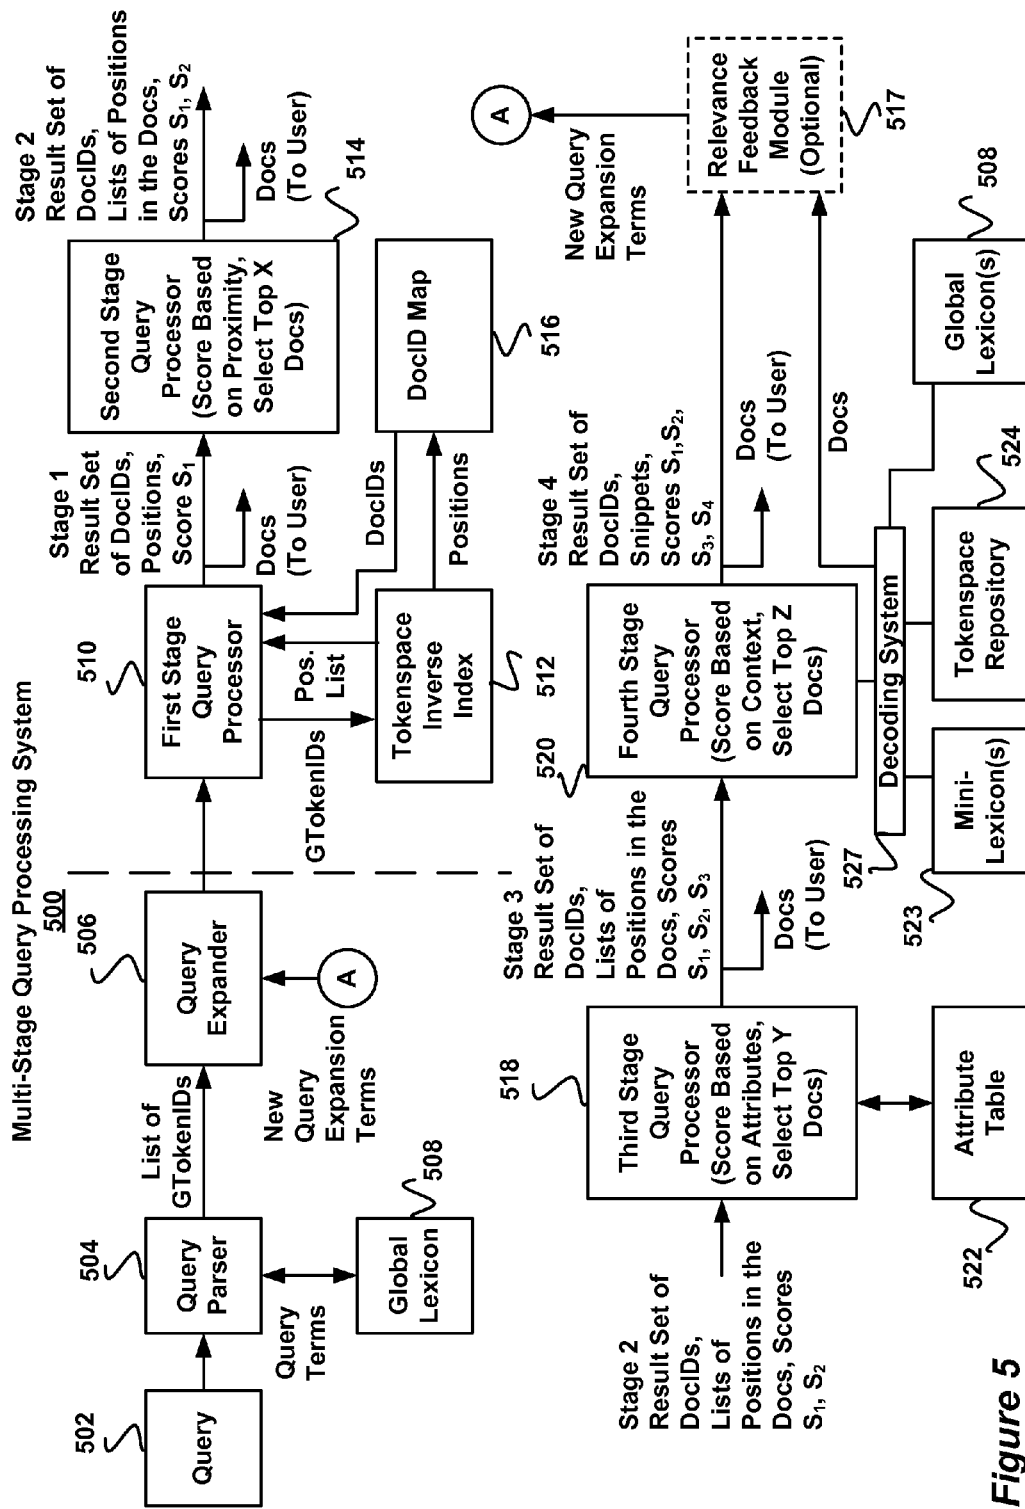 Multi-Stage Query Processing System
500
502
Query
504
Query
Parser
Query
Terms
508
Global
Lexicon
List of
GTokenIDs
506
Query
Expander
A
New
Query
Expansion
Terms
510
First Stage
Query
Processor
GTokenIDs
Pos.
List
Tokenspace
Inverse
Index
512
DocIDs
Positions
DocID Map
516
Stage 1
Result Set
of DocIDs,
Positions,
Score S1
Docs
(To User)
Second Stage
Query
Processor
(Score Based
on Proximity,
Select Top X
Docs)
514
Stage 2
Result Set of
DocIDs,
Lists of Positions
in the Docs,
Scores S1, S2
Docs
(To User)
Stage 2
Result Set of
DocIDs,
Lists of
Positions in the
Docs, Scores
S1, S2
518
Third Stage
Query
Processor
(Score Based
on Attributes,
Select Top Y
Docs)
Attribute
Table
522
Stage 3
Result Set of
DocIDs,
Lists of
Positions in the
Docs, Scores
S1, S2, S3
Docs
(To User)
520
Fourth Stage
Query
Processor
(Score Based
on Context,
Select Top Z
Docs)
Stage 4
Result Set of
DocIDs,
Snippets,
Scores S1,S2,
S3, S4
Docs
(To User)
Docs
527
Decoding System
523
Mini-
Lexicon(s)
Tokenspace
Repository
524
Global
Lexicon(s)
508
New Query
Expansion
Terms
A
Relevance
Feedback
Module
(Optional)
517
Figure 5